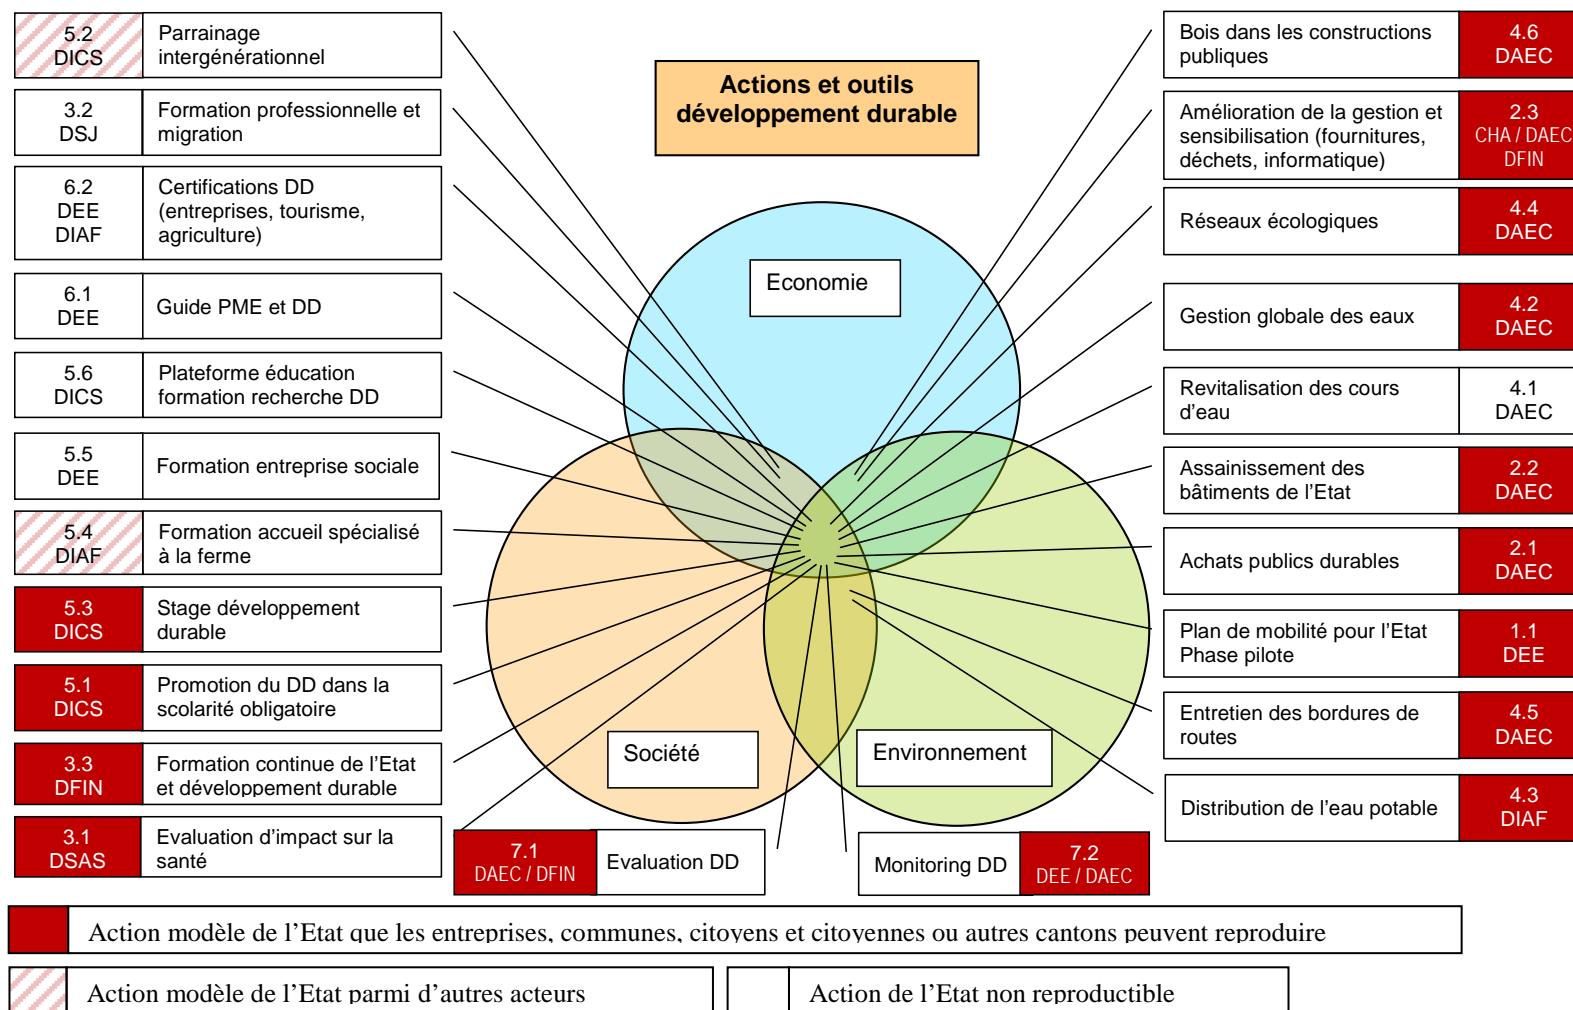 Actions et outils
développement durable
5.2
DICS
Parrainage
intergénérationnel
3.2
DSJ
Formation professionnelle et
migration
6.2
DEE
DIAF
Certifications DD
(entreprises, tourisme,
agriculture)
6.1
DEE
Guide PME et DD
5.6
DICS
Plateforme éducation
formation recherche DD
5.5
DEE
Formation entreprise sociale
5.4
DIAF
Formation accueil spécialisé
à la ferme
5.3
DICS
Stage développement
durable
5.1
DICS
Promotion du DD dans la
scolarité obligatoire
3.3
DFIN
Formation continue de l’Etat
et développement durable
3.1
DSAS
Evaluation d’impact sur la
santé
Economie
Société
Environnement
7.1
DAEC / DFIN
Evaluation DD
Monitoring DD
7.2
DEE / DAEC
Bois dans les constructions
publiques
4.6
DAEC
Amélioration de la gestion et
sensibilisation (fournitures,
déchets, informatique)
2.3
CHA / DAEC
DFIN
Réseaux écologiques
4.4
DAEC
Gestion globale des eaux
4.2
DAEC
Revitalisation des cours
d’eau
4.1
DAEC
Assainissement des
bâtiments de l’Etat
2.2
DAEC
Achats publics durables
2.1
DAEC
Plan de mobilité pour l’Etat
Phase pilote
1.1
DEE
Entretien des bordures de
routes
4.5
DAEC
Distribution de l’eau potable
4.3
DIAF
Action modèle de l’Etat que les entreprises, communes, citoyens et citoyennes ou autres cantons peuvent reproduire
Action modèle de l’Etat parmi d’autres acteurs
Action de l’Etat non reproductible